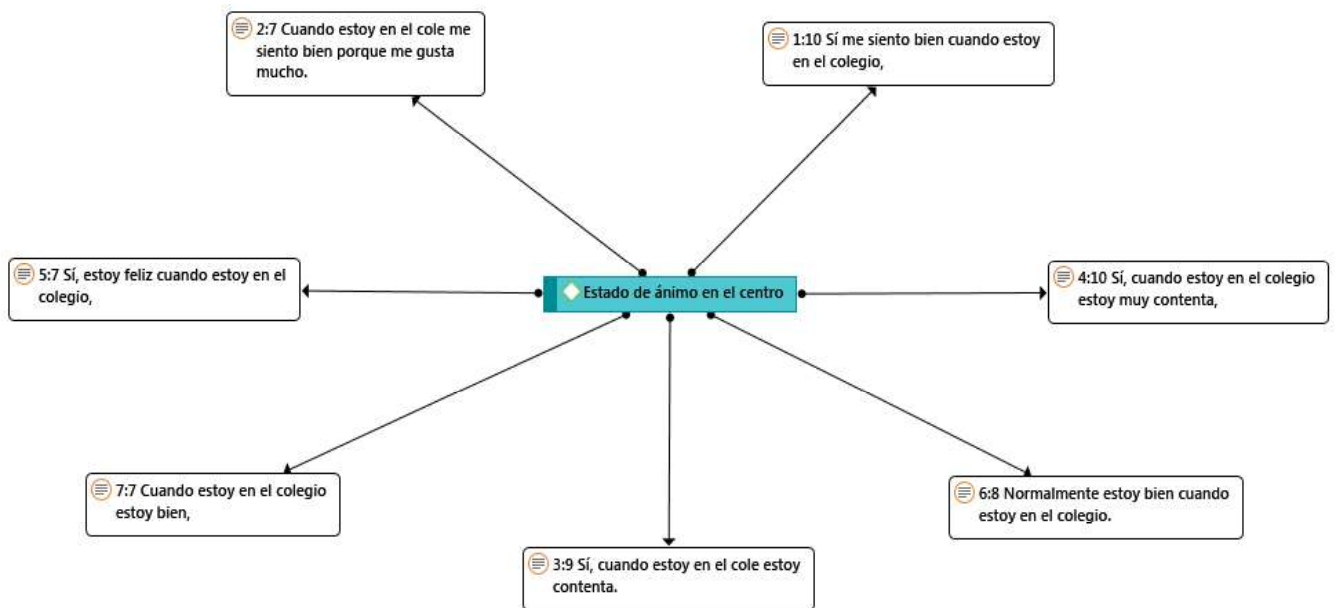 2:7 Cuando estoy en el cole me
siento bien porque me gusta
mucho.
1:10 Sí me siento bien cuando estoy
en el colegio,
5:7 Sí, estoy feliz cuando estoy en el
colegio,
Estado de ánimo en el centro
4:10 Sí, cuando estoy en el colegio
estoy muy contenta,
7:7 Cuando estoy en el colegio
estoy bien,
6:8 Normalmente estoy bien cuando
estoy en el colegio.
3:9 Sí, cuando estoy en el cole estoy
contenta.